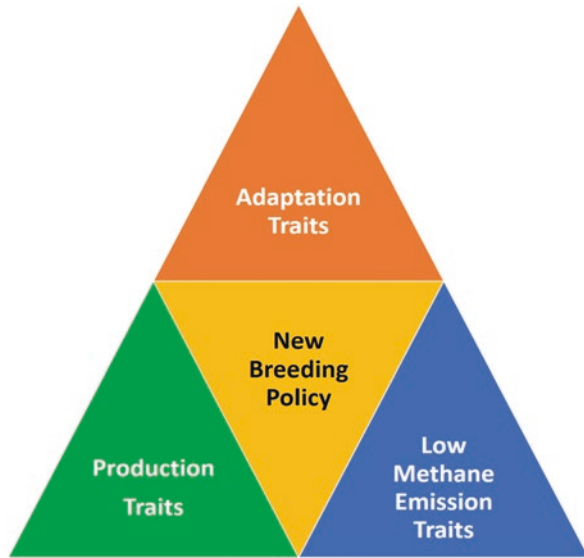 Adaptation
Traits
New
Breeding
Policy
Production
Traits
Low
Methane
Emission
Traits